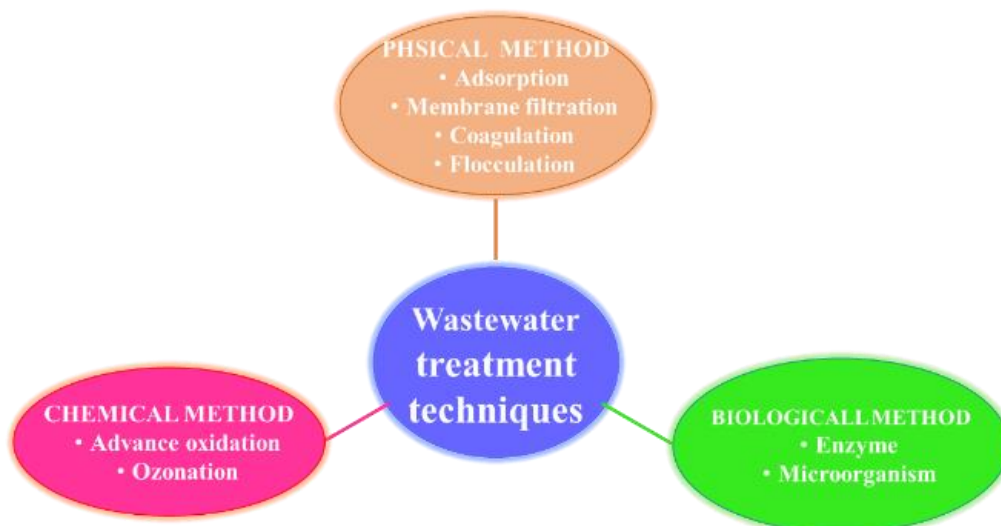 PHSICAL METHOD
• Adsorption
• Membrane filtration
• Coagulation
• Flocculation
Wastewater
treatment
techniques
CHEMICAL METHOD
• Advance oxidation
• Ozonation
BIOLOGICALL METHOD
• Enzyme
• Microorganism